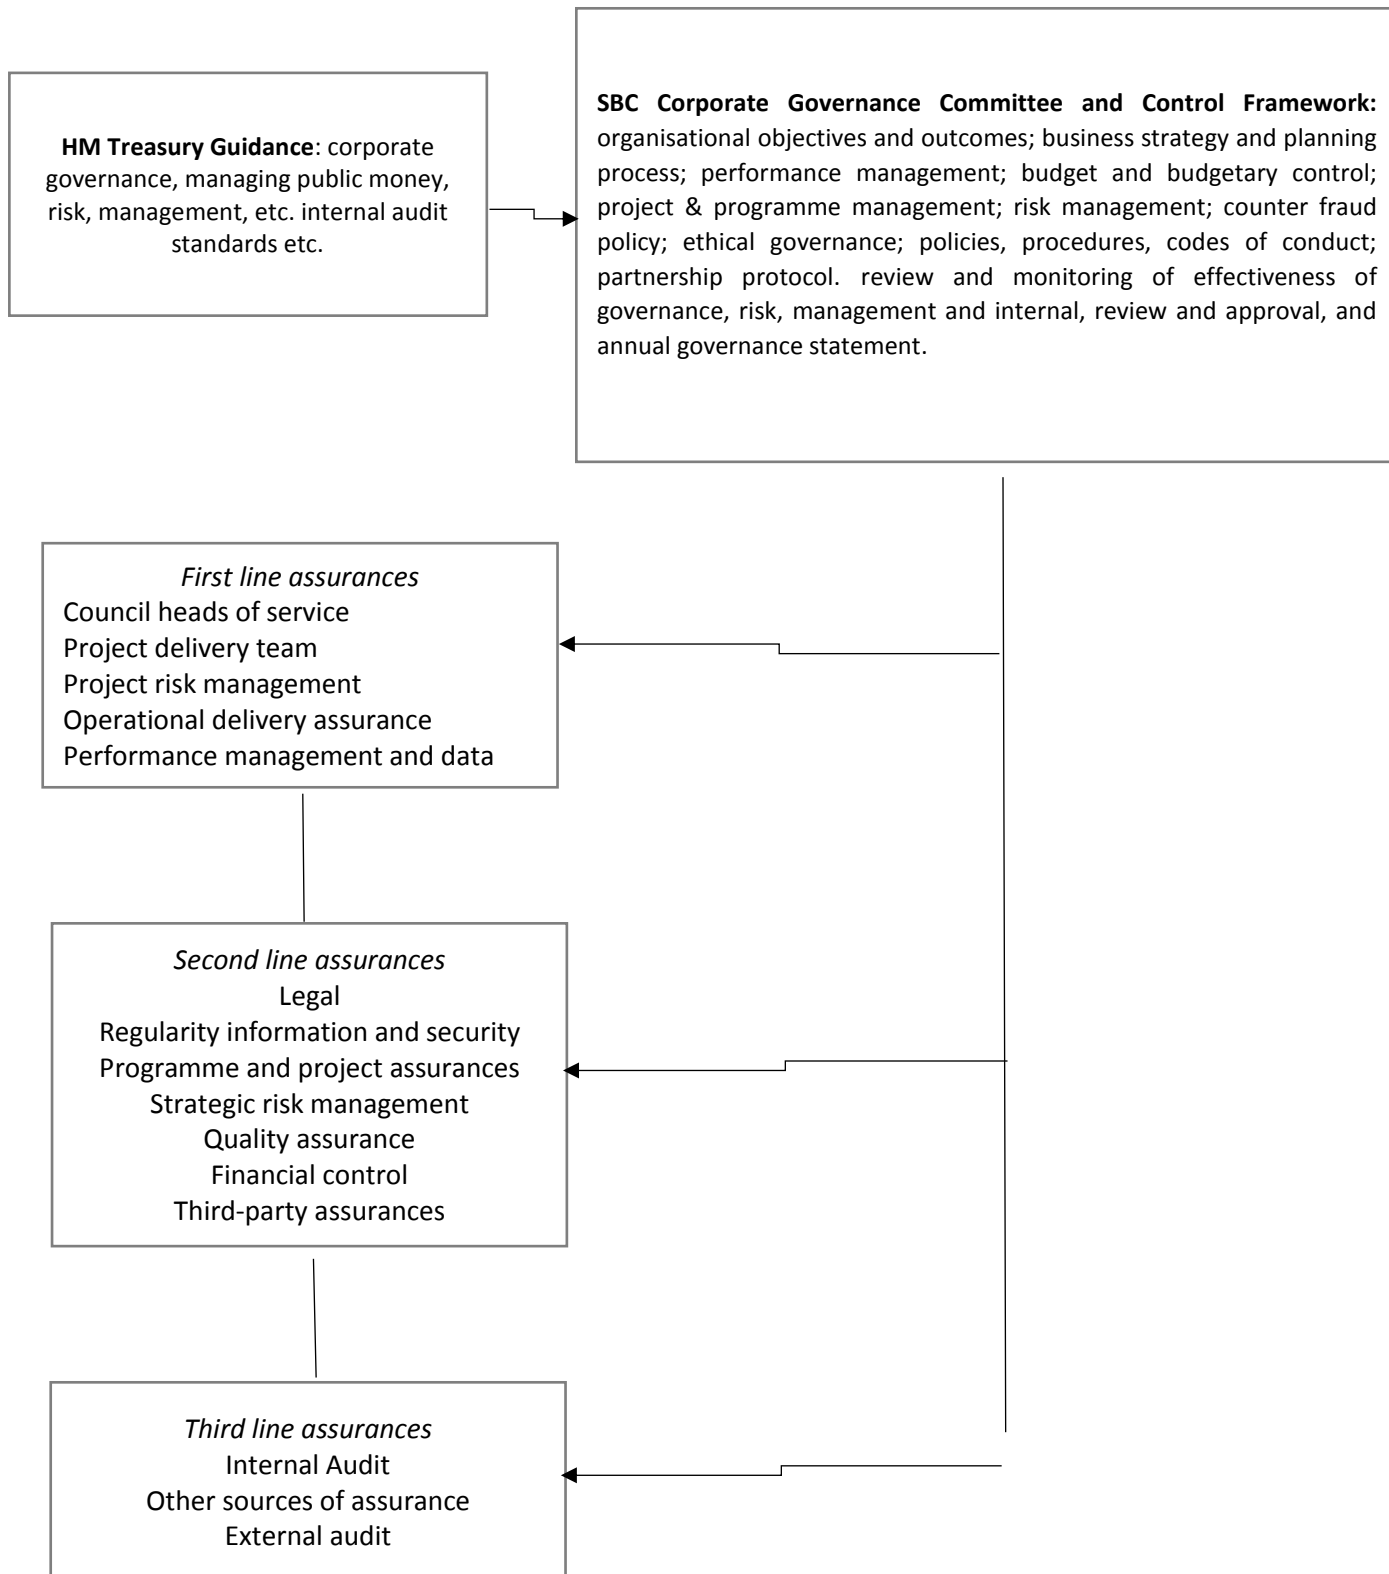 HM Treasury Guidance: corporate
governance, managing public money,
risk, management, etc. internal audit
standards etc.
SBC Corporate Governance Committee and Control Framework:
organisational objectives and outcomes; business strategy and planning
process; performance management; budget and budgetary control;
project & programme management; risk management; counter fraud
policy; ethical governance; policies, procedures, codes of conduct;
partnership protocol. review and monitoring of effectiveness of
governance, risk, management and internal, review and approval, and
annual governance statement.
First line assurances
Council heads of service
Project delivery team
Project risk management
Operational delivery assurance
Performance management and data
Second line assurances
Legal
Regularity information and security
Programme and project assurances
Strategic risk management
Quality assurance
Financial control
Third-party assurances
Third line assurances
Internal Audit
Other sources of assurance
External audit